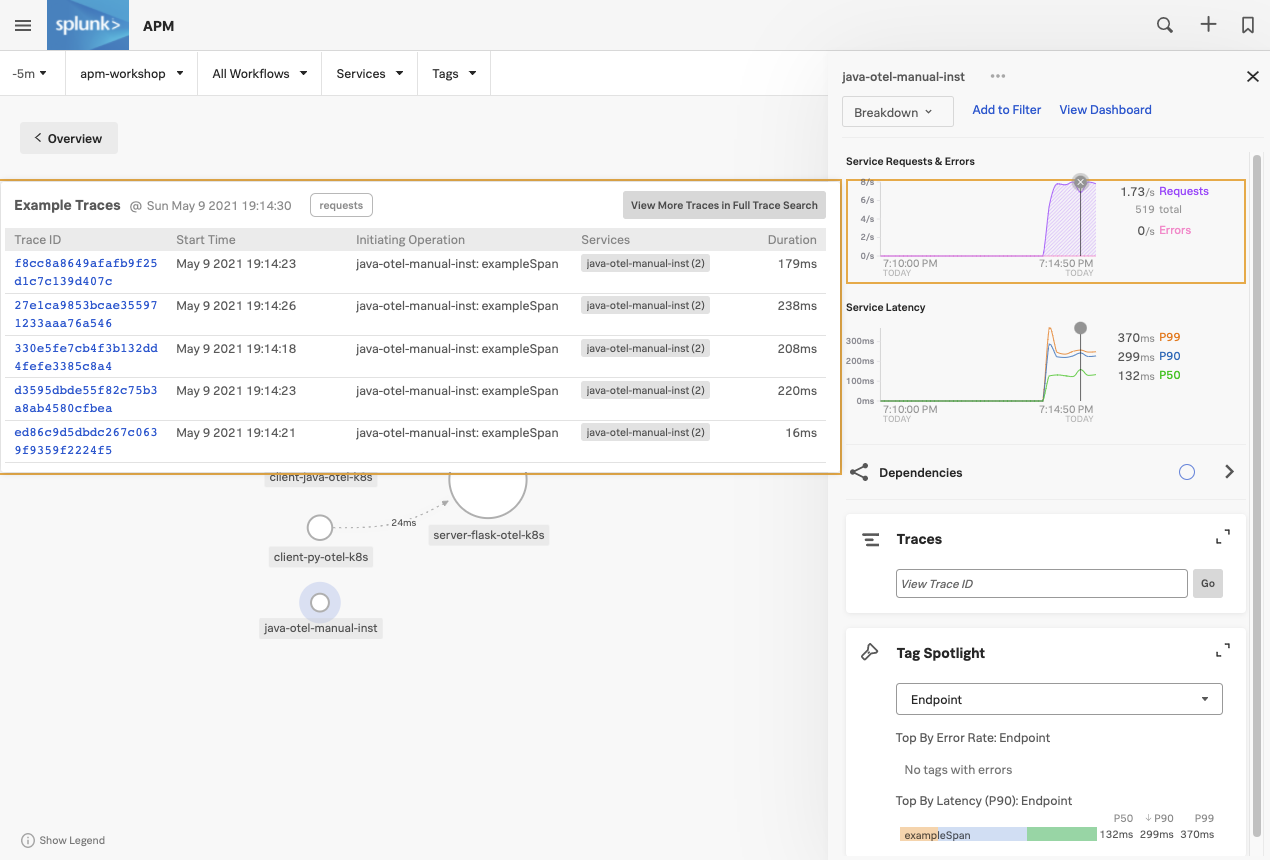 splunk> APM
-5m apm-workshop All Workflows Services Tags
Overview
Example Traces @ Sun May 9 2021 19:14:30 requests View More Traces in Full Trace Search
Trace ID Start Time Initiating Operation Services Duration
f8cc8a8649afafb9f25 May 9 2021 19:14:23 java-otel-manual-inst: exampleSpan java-otel-manual-inst (2) 179ms
d1c7c139d407c
27e1ca9853bcae35597 May 9 2021 19:14:26 java-otel-manual-inst: exampleSpan java-otel-manual-inst (2) 238ms
1233aaa76a546
330e5fe7cb4f3b132dd May 9 2021 19:14:18 java-otel-manual-inst: exampleSpan java-otel-manual-inst (2) 208ms
4fefe3385c8a4
d3595dbde55f82c75b3 May 9 2021 19:14:23 java-otel-manual-inst: exampleSpan java-otel-manual-inst (2) 220ms
a8ab4580cfbea
ed86c9d5dbdc267c063 May 9 2021 19:14:21 java-otel-manual-inst: exampleSpan java-otel-manual-inst (2) 16ms
9f9359f2224f5
client-java-otel-k8s
24ms
server-flask-otel-k8s
client-py-otel-k8s
java-otel-manual-inst
Show Legend
java-otel-manual-inst
Breakdown Add to Filter View Dashboard
Service Requests & Errors
8/s
6/s
4/s
2/s
0/s
7:10:00 PM 7:14:50 PM
TODAY TODAY
1.73/s Requests
519 total
0/s Errors
Service Latency
300ms
200ms
100ms
0ms
7:10:00 PM 7:14:50 PM
TODAY TODAY
370ms P99
299ms P90
132ms P50
Dependencies
Traces
View Trace ID Go
Tag Spotlight
Endpoint
Top By Error Rate: Endpoint
No tags with errors
Top By Latency (P90): Endpoint
P50 ↓ P90 P99
exampleSpan 132ms 299ms 370ms